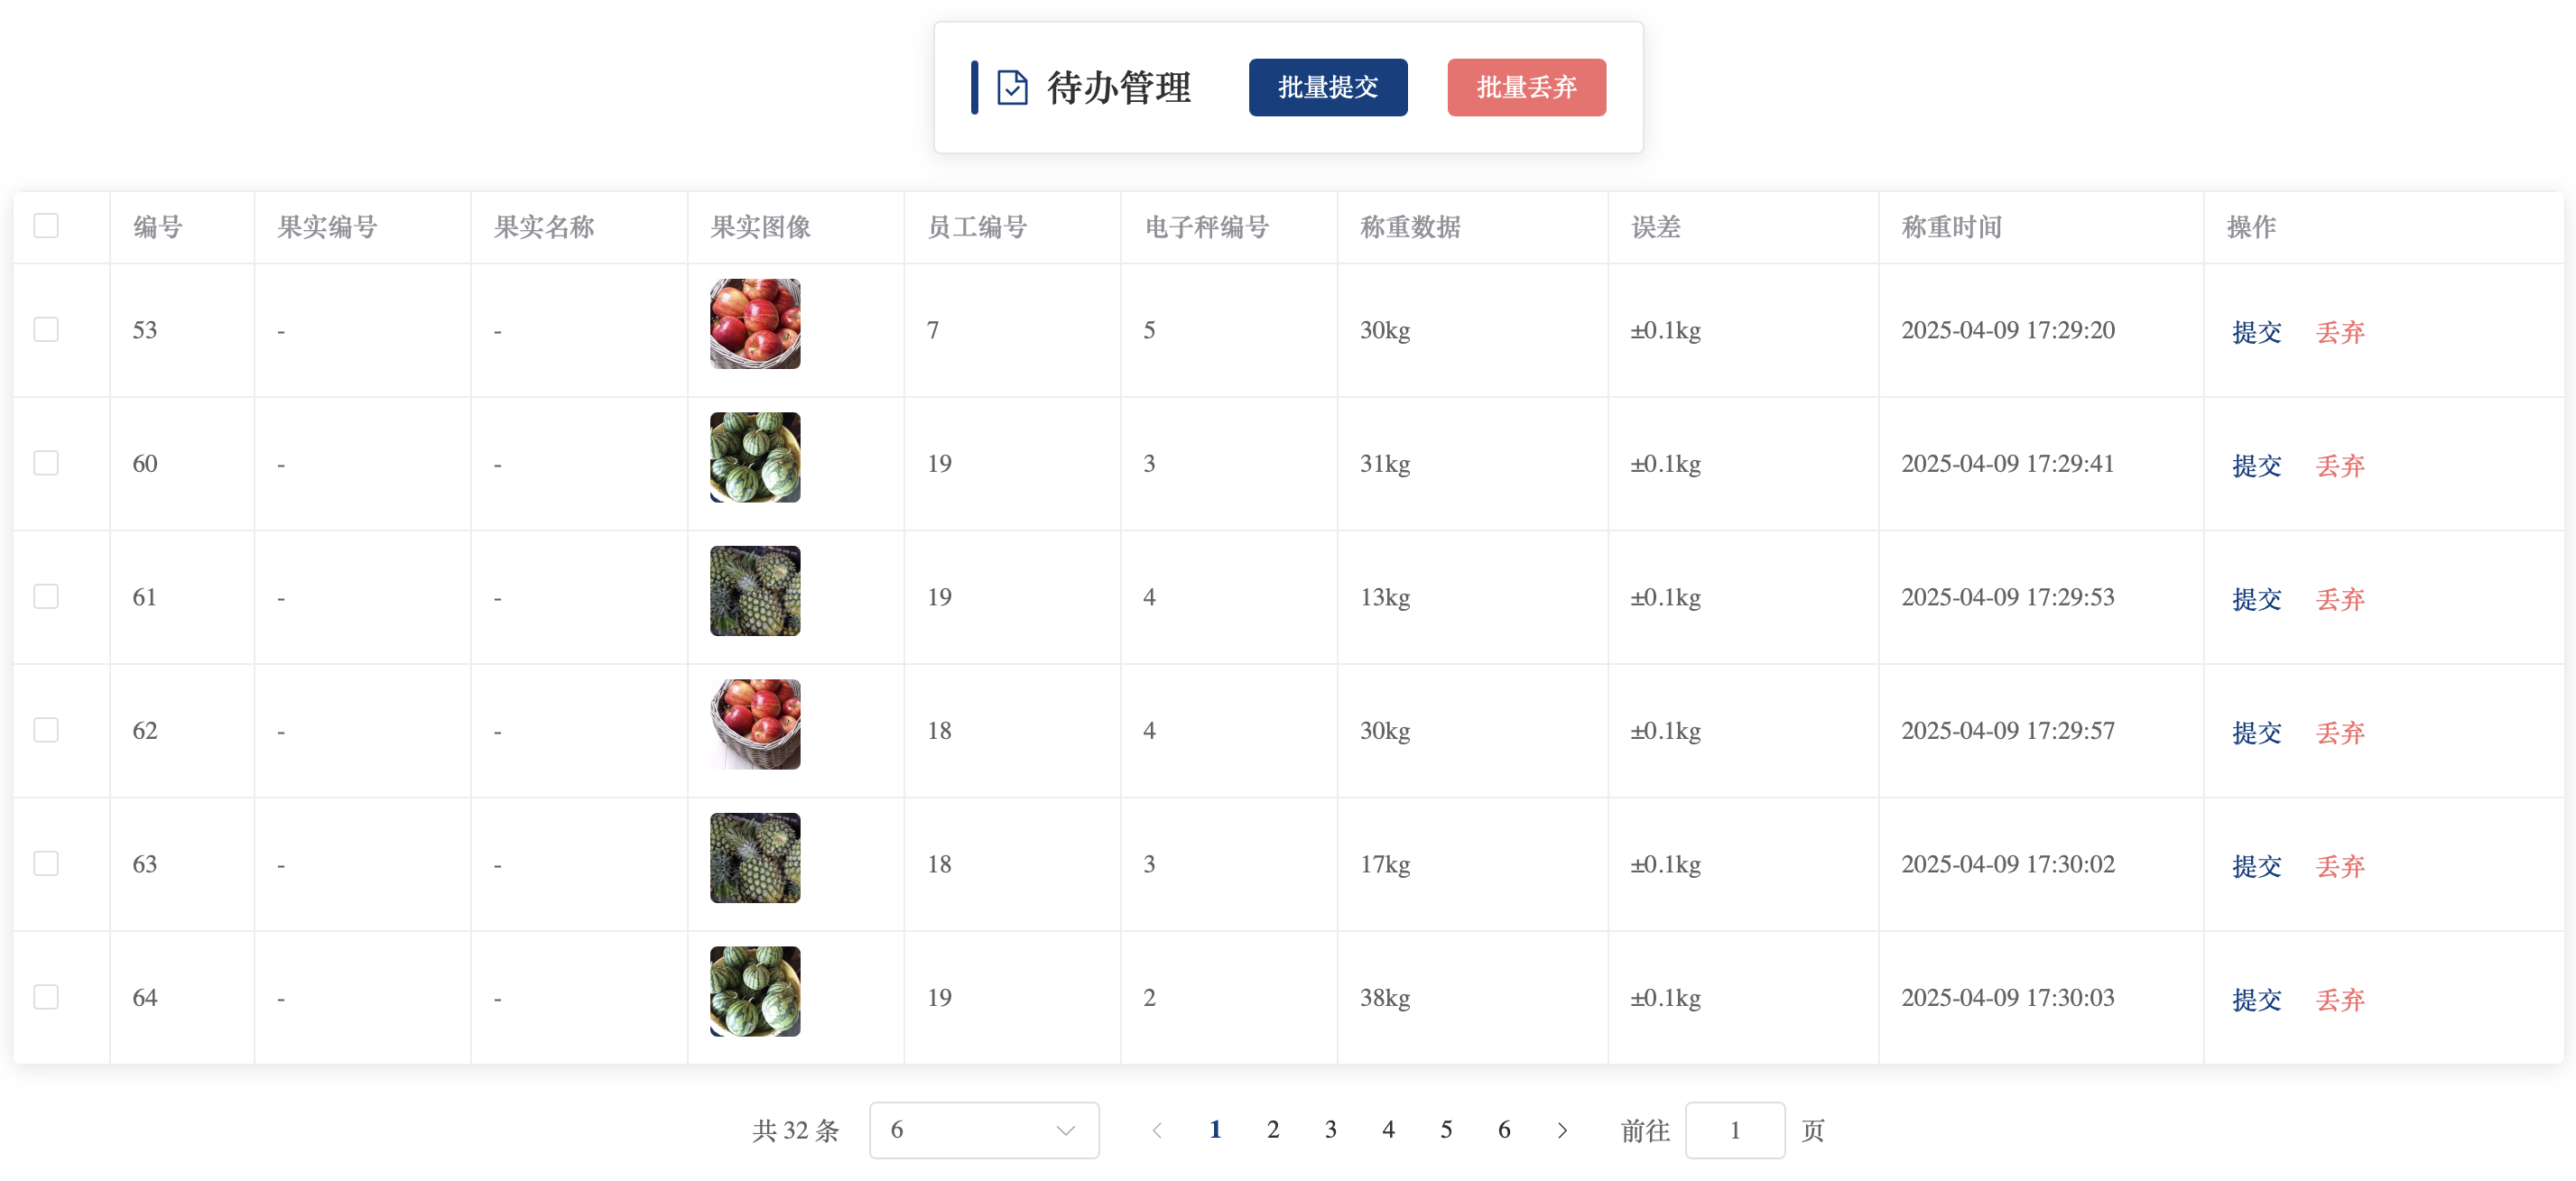 待办管理 批量提交 批量丢弃
编号 果实编号 果实名称 果实图像 员工编号 电子秤编号 称重数据 误差 称重时间 操作
53 - - 7 5 30kg ±0.1kg 2025-04-09 17:29:20 提交 丢弃
60 - - 19 3 31kg ±0.1kg 2025-04-09 17:29:41 提交 丢弃
61 - - 19 4 13kg ±0.1kg 2025-04-09 17:29:53 提交 丢弃
62 - - 18 4 30kg ±0.1kg 2025-04-09 17:29:57 提交 丢弃
63 - - 18 3 17kg ±0.1kg 2025-04-09 17:30:02 提交 丢弃
64 - - 19 2 38kg ±0.1kg 2025-04-09 17:30:03 提交 丢弃
共 32 条 6 1 2 3 4 5 6 前往 1 页